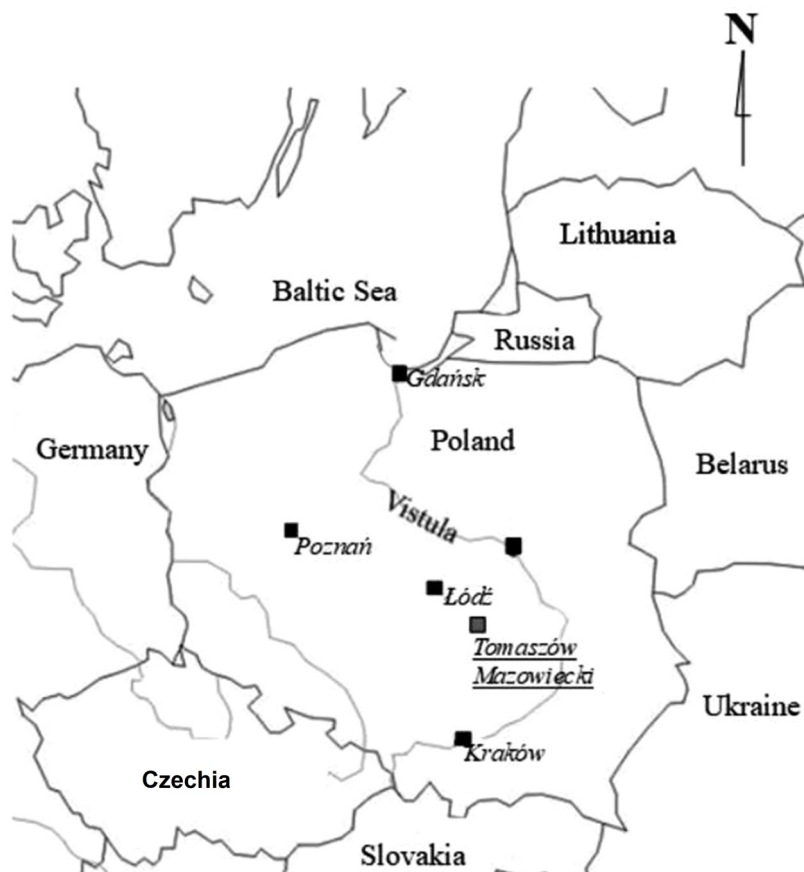 N
Lithuania
Baltic Sea
Russia
Gdańsk
Poland
Germany
Belarus
Vistula
Poznań
Łódź
Tomaszów
Mazowiecki
Ukraine
Kraków
Czechia
Slovakia